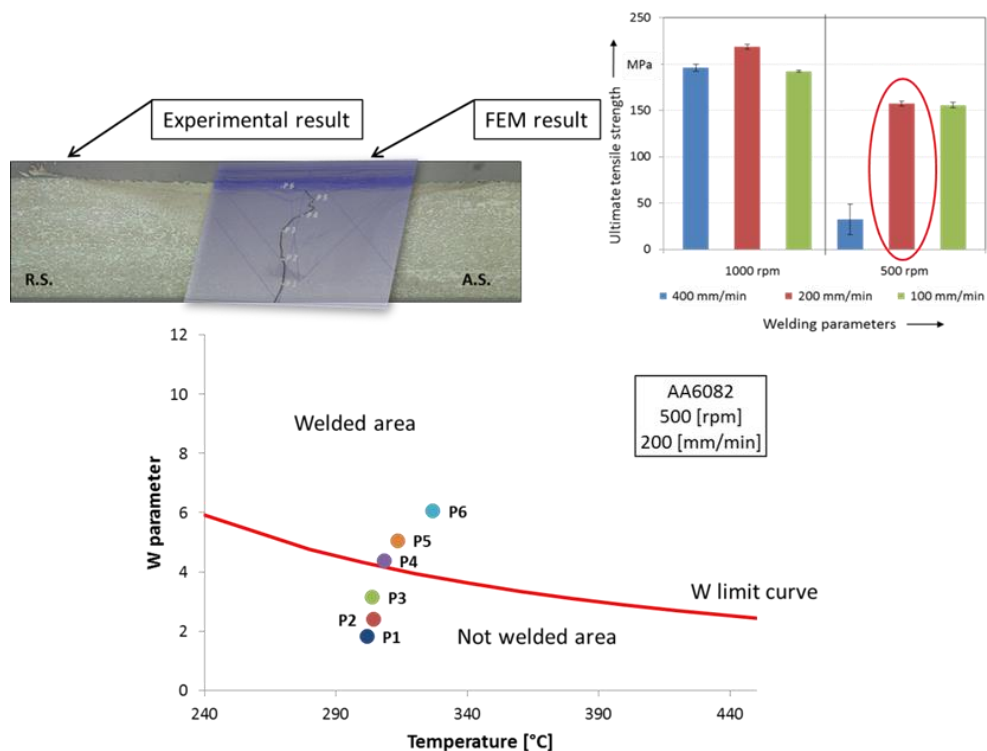 Experimental result
FEM result
R.S.
A.S.
P4
P2
250
200
150
100
50
0
MPa
Ultimate tensile strength
1000 rpm
500 rpm
400 mm/min
200 mm/min
100 mm/min
Welding parameters
12
10
8
6
4
2
0
W parameter
Welded area
AA6082
500 [rpm]
200 [mm/min]
P6
P5
P4
P3
P2
P1
W limit curve
Not welded area
240
290
340
390
440
Temperature [°C]